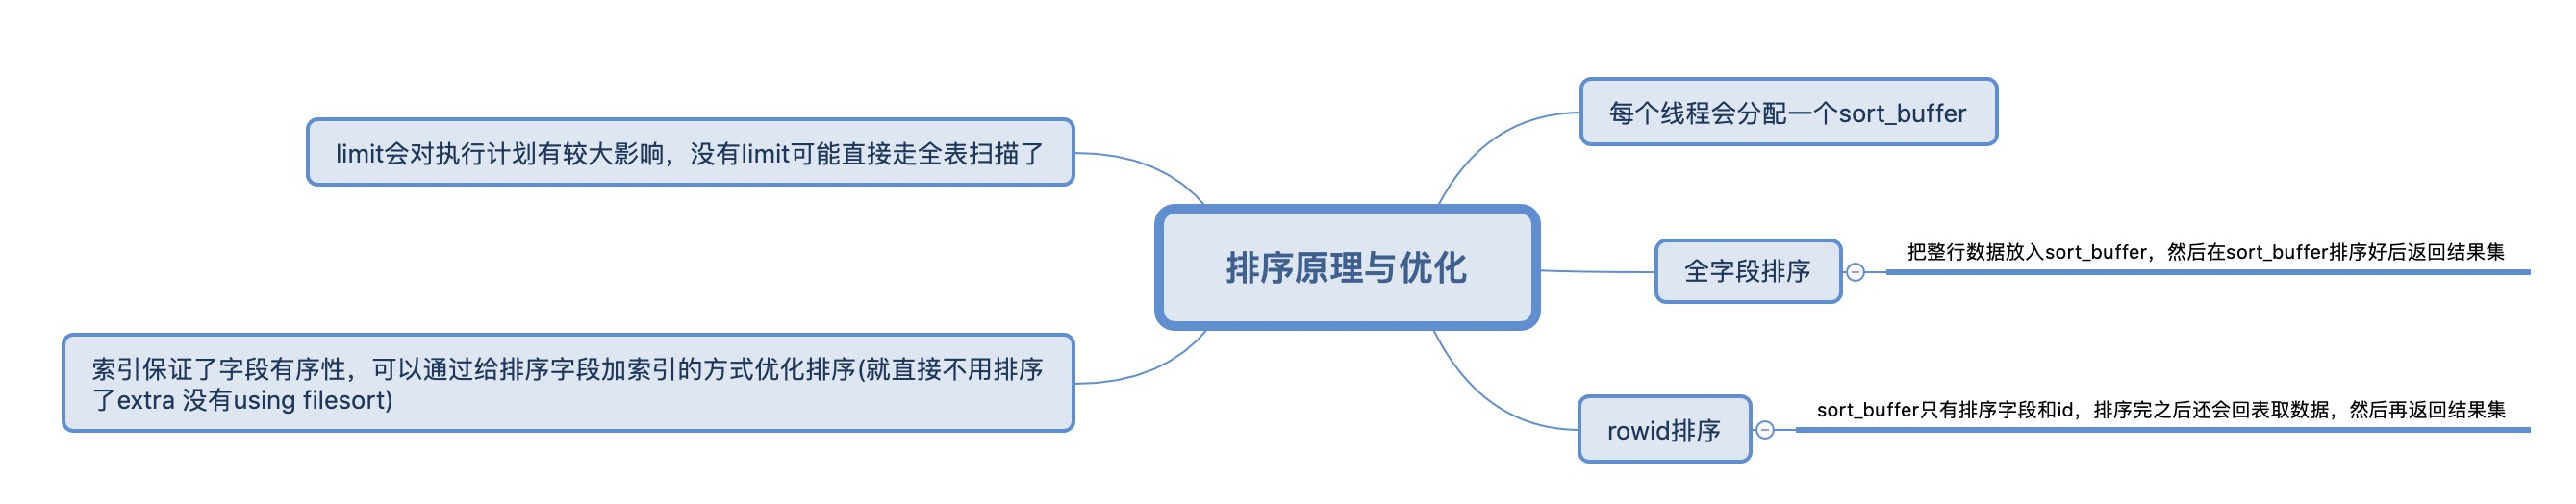 每个线程会分配一个sort_buffer
limit会对执行计划有较大影响，没有limit可能直接走全表扫描了
排序原理与优化
全字段排序
把整行数据放入sort_buffer，然后在sort_buffer排序好后返回结果集
索引保证了字段有序性，可以通过给排序字段加索引的方式优化排序(就直接不用排序
了extra 没有using filesort)
rowid排序
sort_buffer只有排序字段和id，排序完之后还会回表取数据，然后再返回结果集